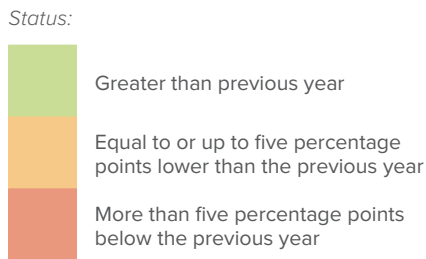 Status:
Greater than previous year
Equal to or up to five percentage
points lower than the previous year
More than five percentage points
below the previous year